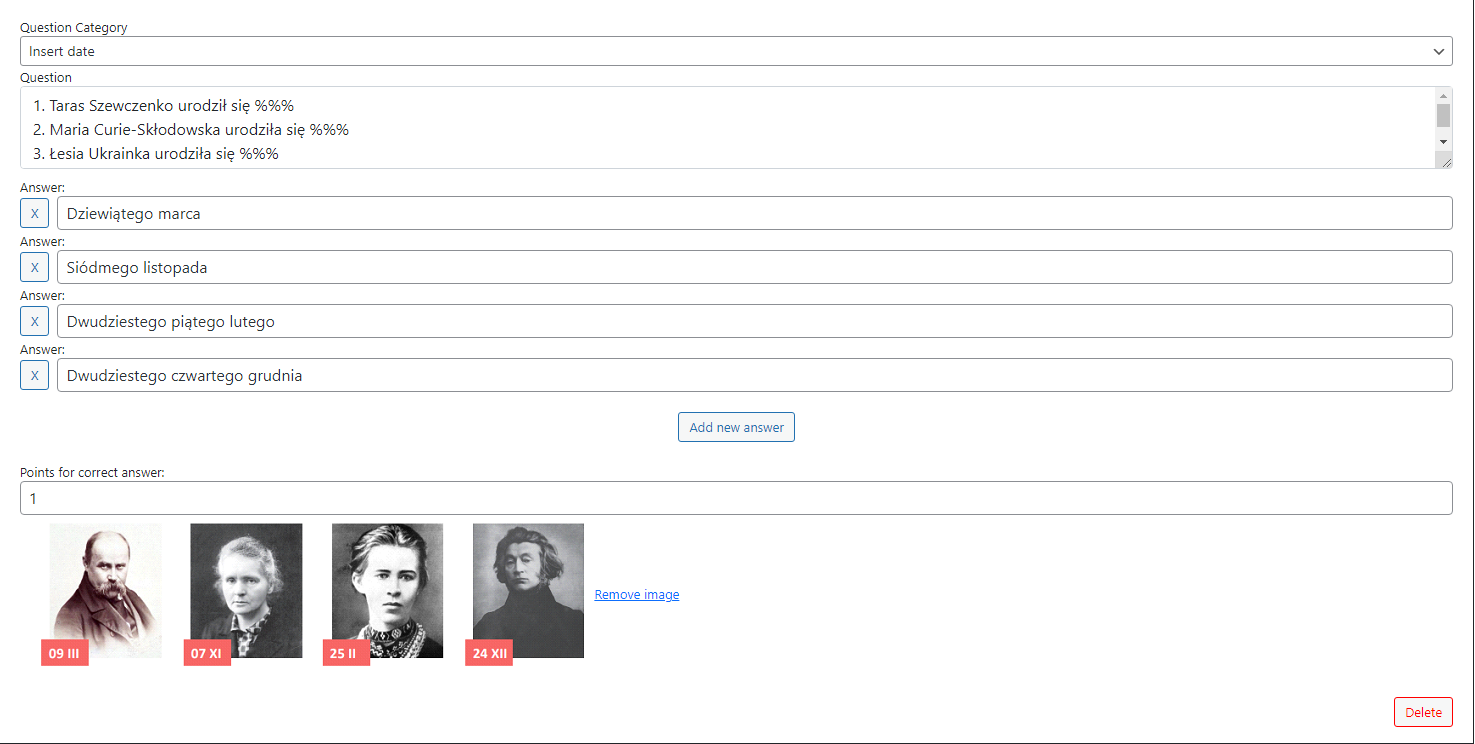 Question Category
Insert date
Question
1. Taras Szewczenko urodził się %%%
2. Maria Curie-Skłodowska urodziła się %%%
3. Łesia Ukrainka urodziła się %%%
Answer:
X Dziewiątego marca
Answer:
X Siódmego listopada
Answer:
X Dwudziestego piątego lutego
Answer:
X Dwudziestego czwartego grudnia
Add new answer
Points for correct answer:
1
Remove image
09 III 07 XI 25 II 24 XII
Delete